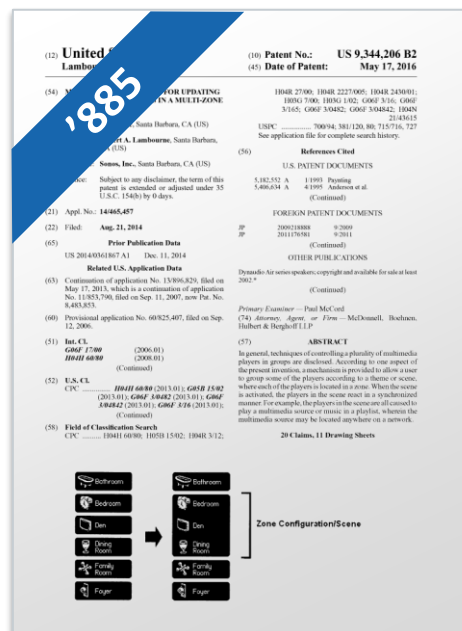 '885
(12) United
Lambou
(10) Patent No.: US 9,344,206 B2
(45) Date of Patent: May 17, 2016
(54) FOR UPDATING
IN A MULTI-ZONE
Santa Barbara, CA (US)
A. Lambourne, Santa Barbara,
(US)
Sonos, Inc., Santa Barbara, CA (US)
Subject to any disclaimer, the term of this
patent is extended or adjusted under 35
U.S.C. 154(b) by 0 days.
(21) Appl. No.: 14/465,457
(22) Filed: Aug. 21, 2014
(65) Prior Publication Data
US 2014/0361867 A1 Dec. 11, 2014
Related U.S. Application Data
(63) Continuation of application No. 13/896,829, filed on
May 17, 2013, which is a continuation of application
No. 11/853,790, filed on Sep. 11, 2007, now Pat. No.
8,483,853.
(60) Provisional application No. 60/825,407, filed on Sep.
12, 2006.
(51) Int. Cl.
G06F 17/00 (2006.01)
H04H 60/80 (2008.01)
(Continued)
(52) U.S. Cl.
CPC .............. H04H 60/80 (2013.01); G05B 15/02
(2013.01); G06F 3/0482 (2013.01); G06F
3/04842 (2013.01); G06F 3/16 (2013.01);
(Continued)
(58) Field of Classification Search
CPC ........ H04H 60/80; H05B 15/02; H04R 3/12;
H04R 27/00; H04R 2227/005; H04R 2430/01;
H03G 7/00; H03G 1/02; G06F 3/16; G06F
3/165; G06F 3/0482; G06F 3/04842; H04N
21/43615
USPC ................ 700/94; 381/120, 80; 715/716, 727
See application file for complete search history.
(56) References Cited
U.S. PATENT DOCUMENTS
5,182,552 A 1/1993 Paynting
5,406,634 A 4/1995 Anderson et al.
(Continued)
FOREIGN PATENT DOCUMENTS
JP 2009218888 9/2009
JP 2011176581 9/2011
(Continued)
OTHER PUBLICATIONS
Dynaudio Air series speakers; copyright and available for sale at least
2002.*
(Continued)
Primary Examiner — Paul McCord
(74) Attorney, Agent, or Firm — McDonnell, Boehnen,
Hulbert & Berghoff LLP
(57) ABSTRACT
In general, techniques of controlling a plurality of multimedia
players in groups are disclosed. According to one aspect of
the present invention, a mechanism is provided to allow a user
to group some of the players according to a theme or scene,
where each of the players is located in a zone. When the scene
is activated, the players in the scene react in a synchronized
manner. For example, the players in the scene are all caused to
play a multimedia source or music in a playlist, wherein the
multimedia source may be located anywhere on a network.
20 Claims, 11 Drawing Sheets
Bathroom
Bedroom
Den
Dining
Room
Family
Room
Foyer
Bathroom
Bedroom
Den
Dining
Room
Family
Room
Foyer
Zone Configuration/Scene